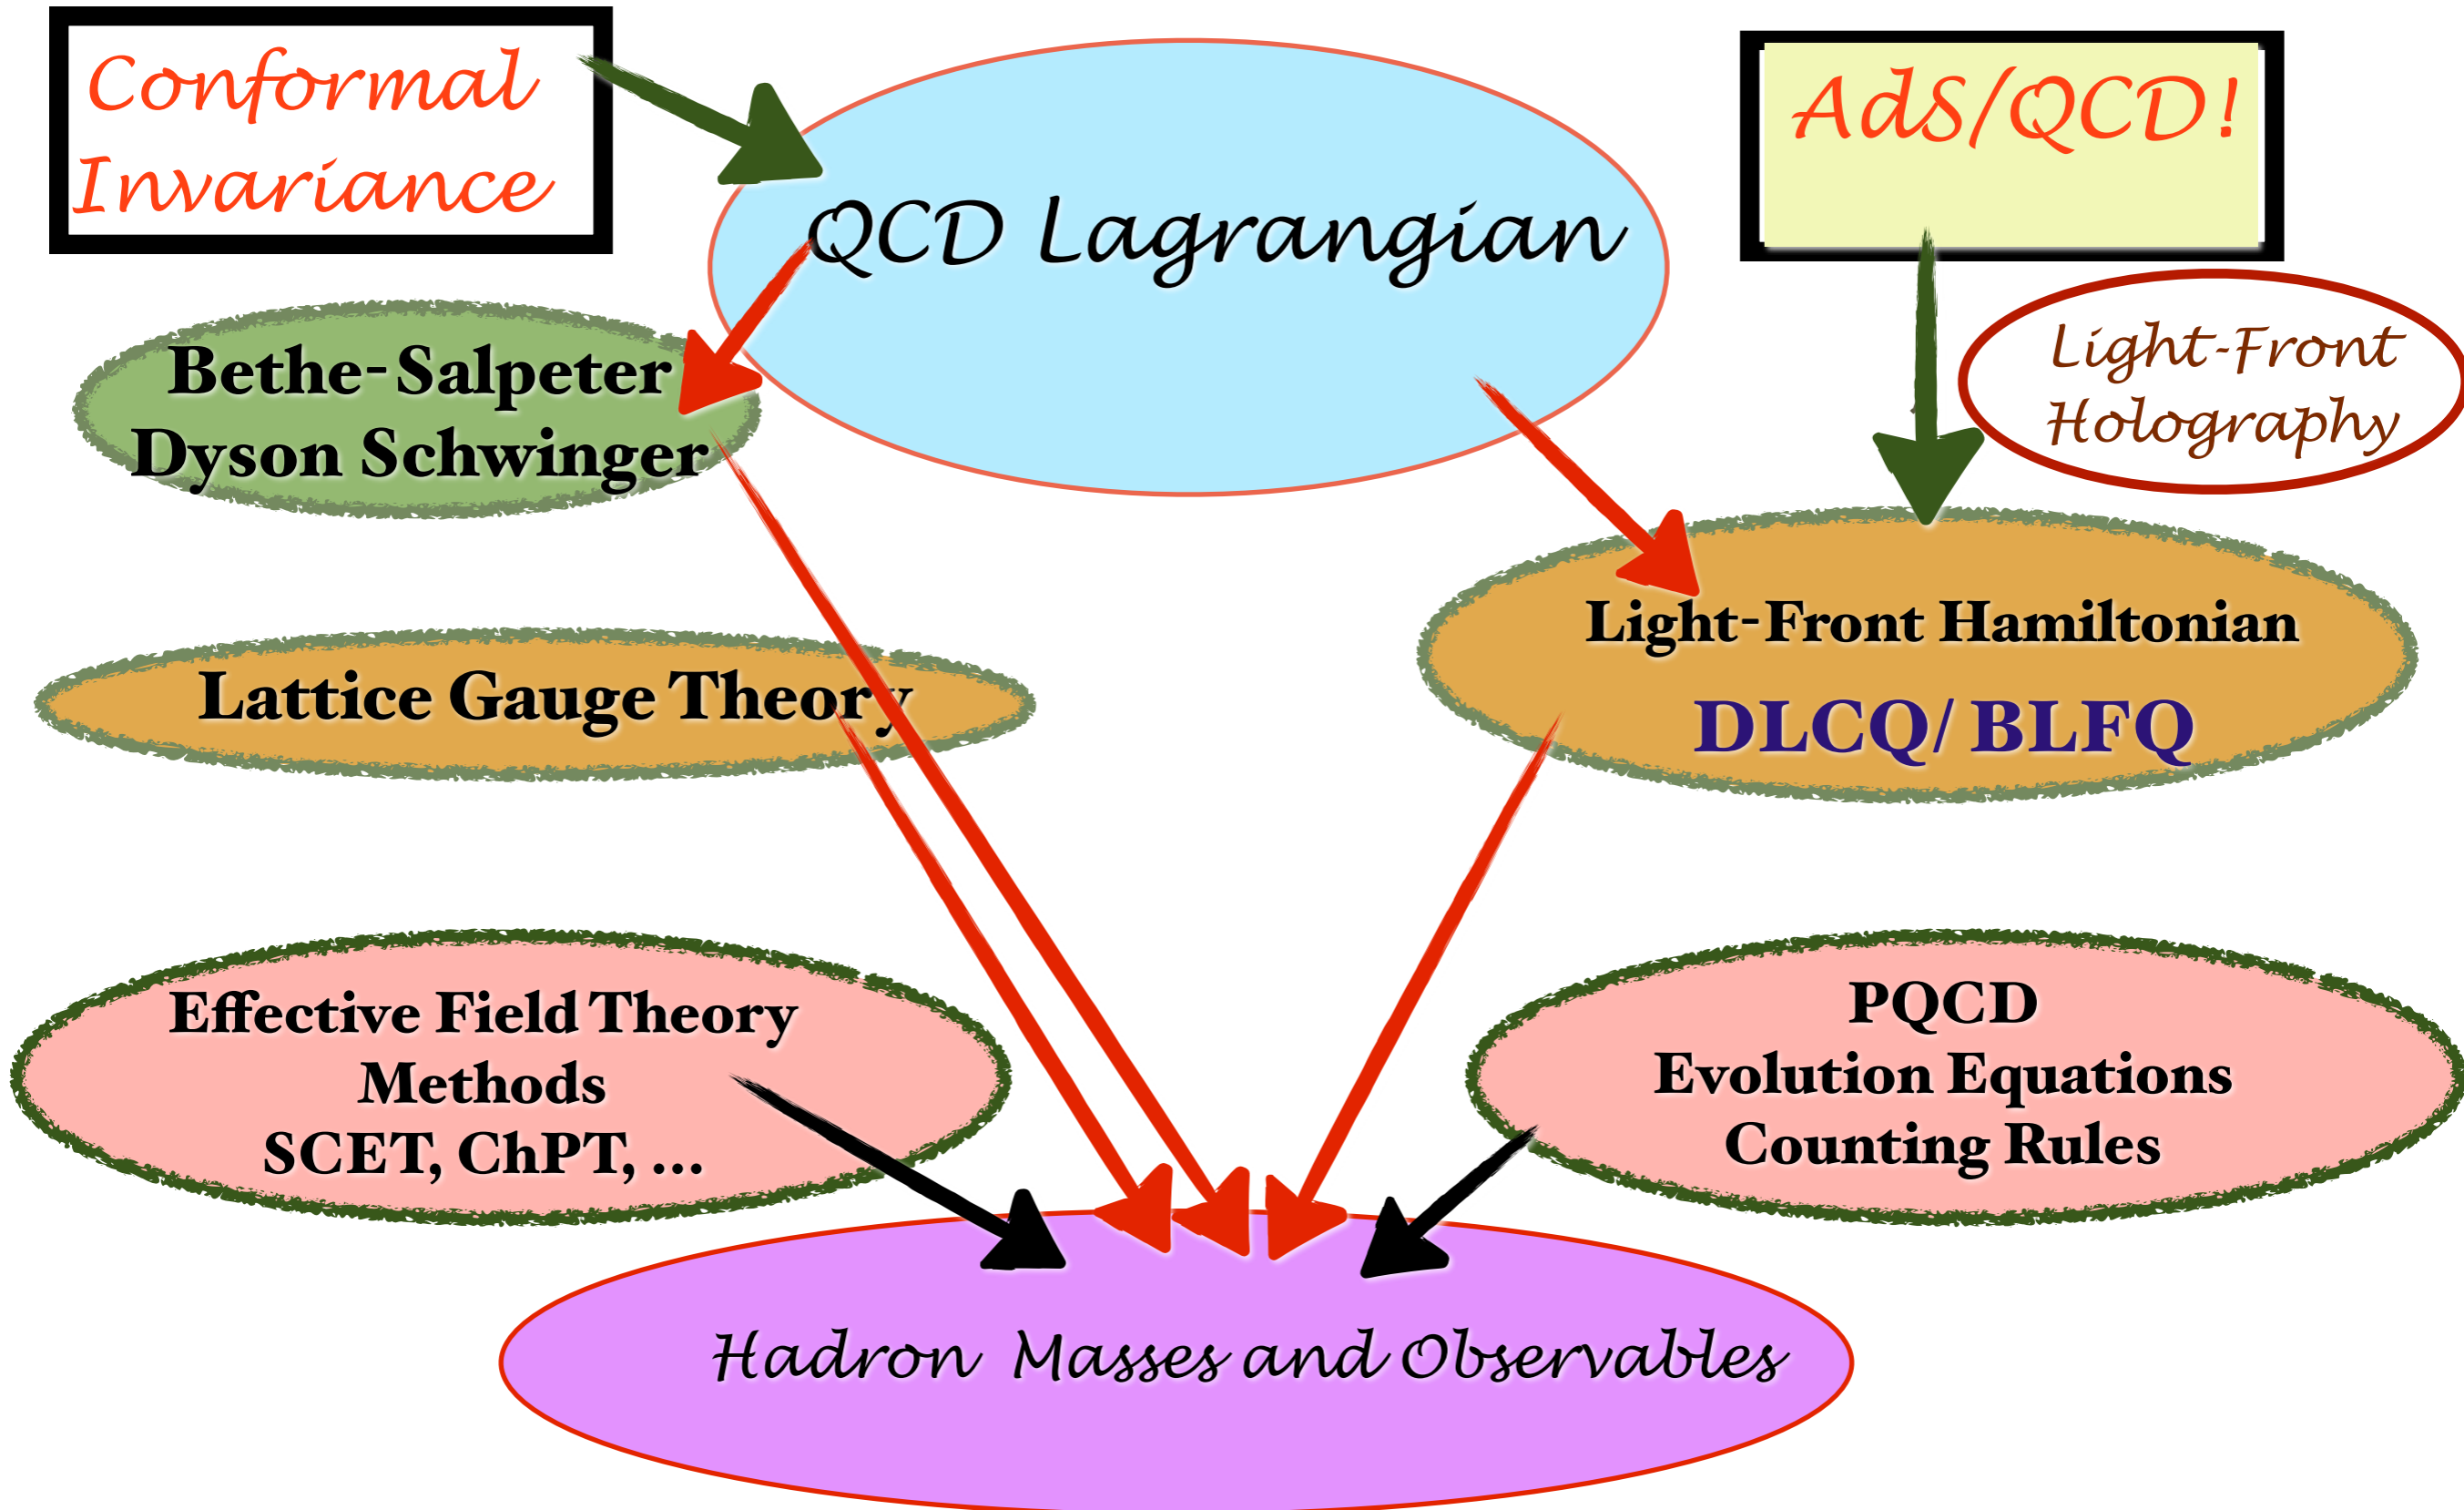 Conformal
Invariance
QCD Lagrangian
AdS/QCD!
Light-Front
Holography
Bethe-Salpeter
Dyson Schwinger
Light-Front Hamiltonian
DLCQ/ BLFQ
Lattice Gauge Theory
Effective Field Theory
Methods
SCET, ChPT, ...
PQCD
Evolution Equations
Counting Rules
Hadron Masses and Observables